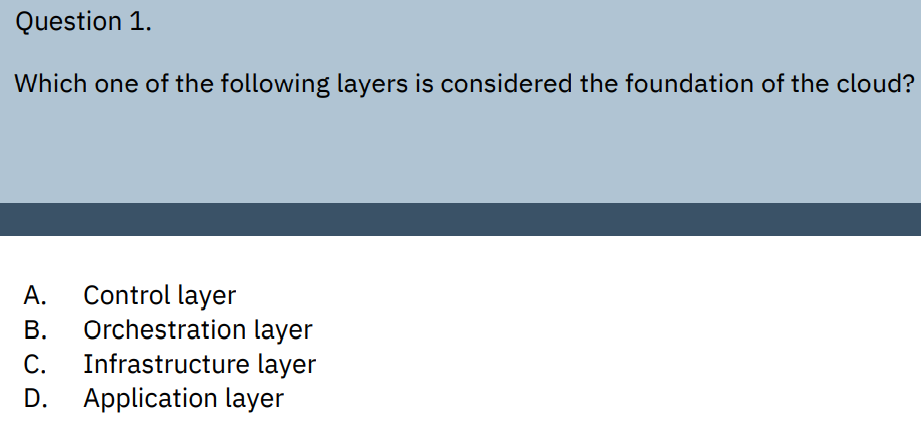 Question 1.
Which one of the following layers is considered the foundation of the cloud?
A. Control layer
B. Orchestration layer
C. Infrastructure layer
D. Application layer